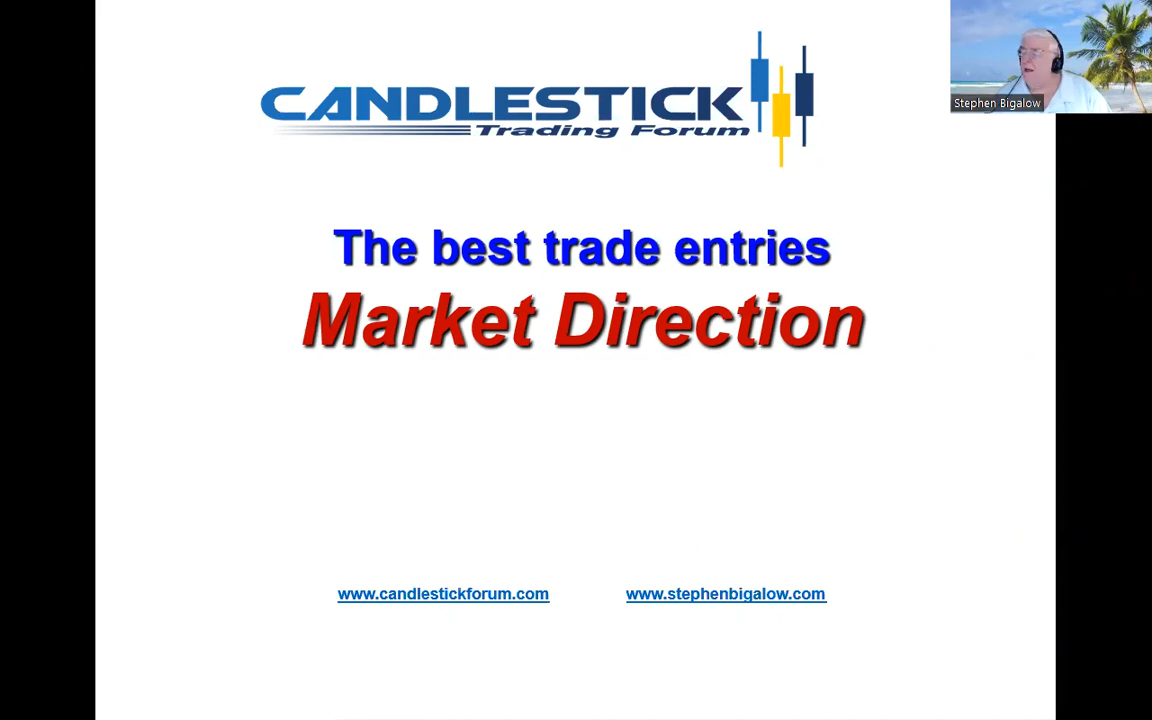 CANDLESTICK
Trading Forum
Stephen Bigalow
The best trade entries
Market Direction
www.candlestickforum.com www.stephenbigalow.com